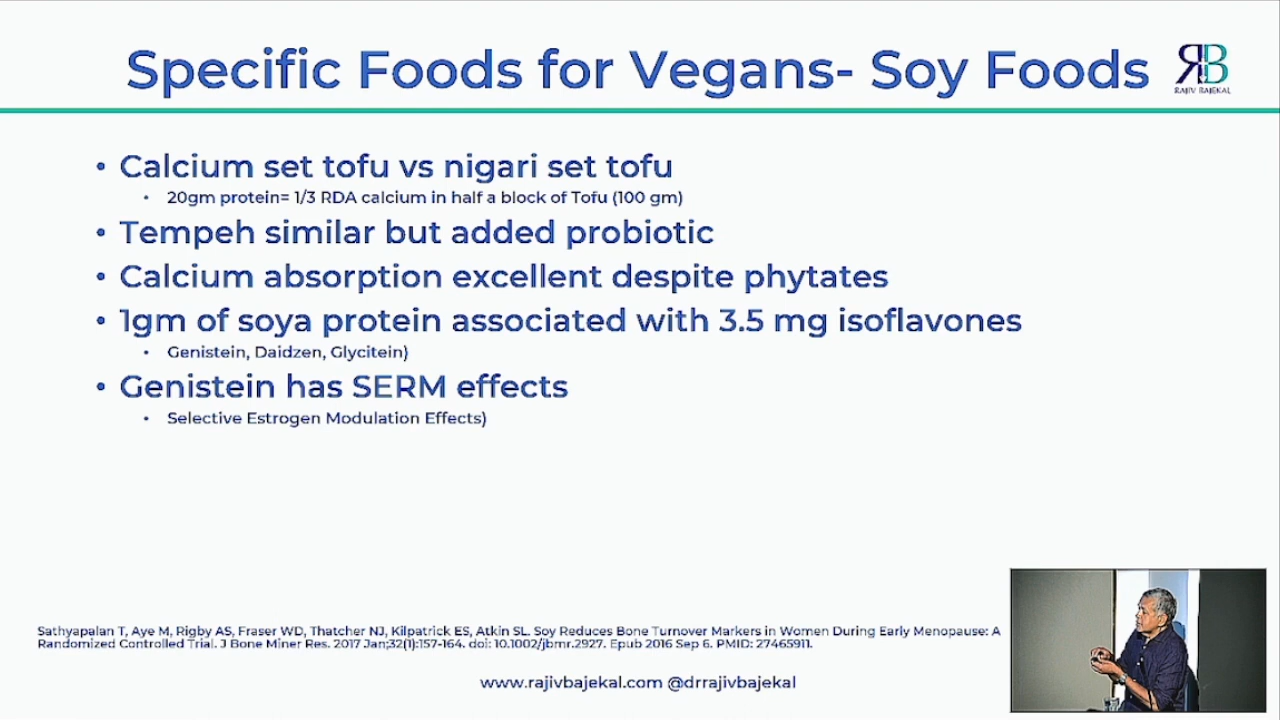 Specific Foods for Vegans- Soy Foods
RB
RAJIV BAJEKAL
• Calcium set tofu vs nigari set tofu
• 20gm protein= 1/3 RDA calcium in half a block of Tofu (100 gm)
• Tempeh similar but added probiotic
• Calcium absorption excellent despite phytates
• 1gm of soya protein associated with 3.5 mg isoflavones
• Genistein, Daidzen, Glycitein)
• Genistein has SERM effects
• Selective Estrogen Modulation Effects)
Sathyapalan T, Aye M, Rigby AS, Fraser WD, Thatcher NJ, Kilpatrick ES, Atkin SL. Soy Reduces Bone Turnover Markers in Women During Early Menopause: A
Randomized Controlled Trial. J Bone Miner Res. 2017 Jan;32(1):157-164. doi: 10.1002/jbmr.2927. Epub 2016 Sep 6. PMID: 27465911.
www.rajivbajekal.com @drrajivbajekal